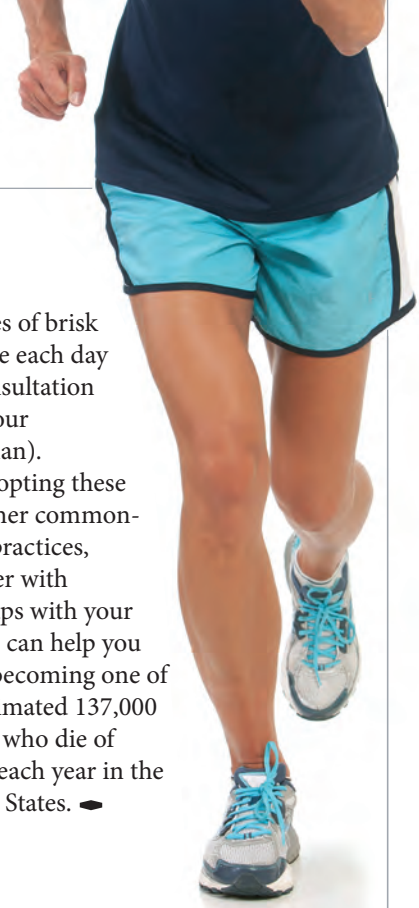 es of brisk
e each day
sultation
our
an).
opting these
her common-
practices,
er with
ps with your
can help you
becoming one of
imated 137,000
who die of
each year in the
States.